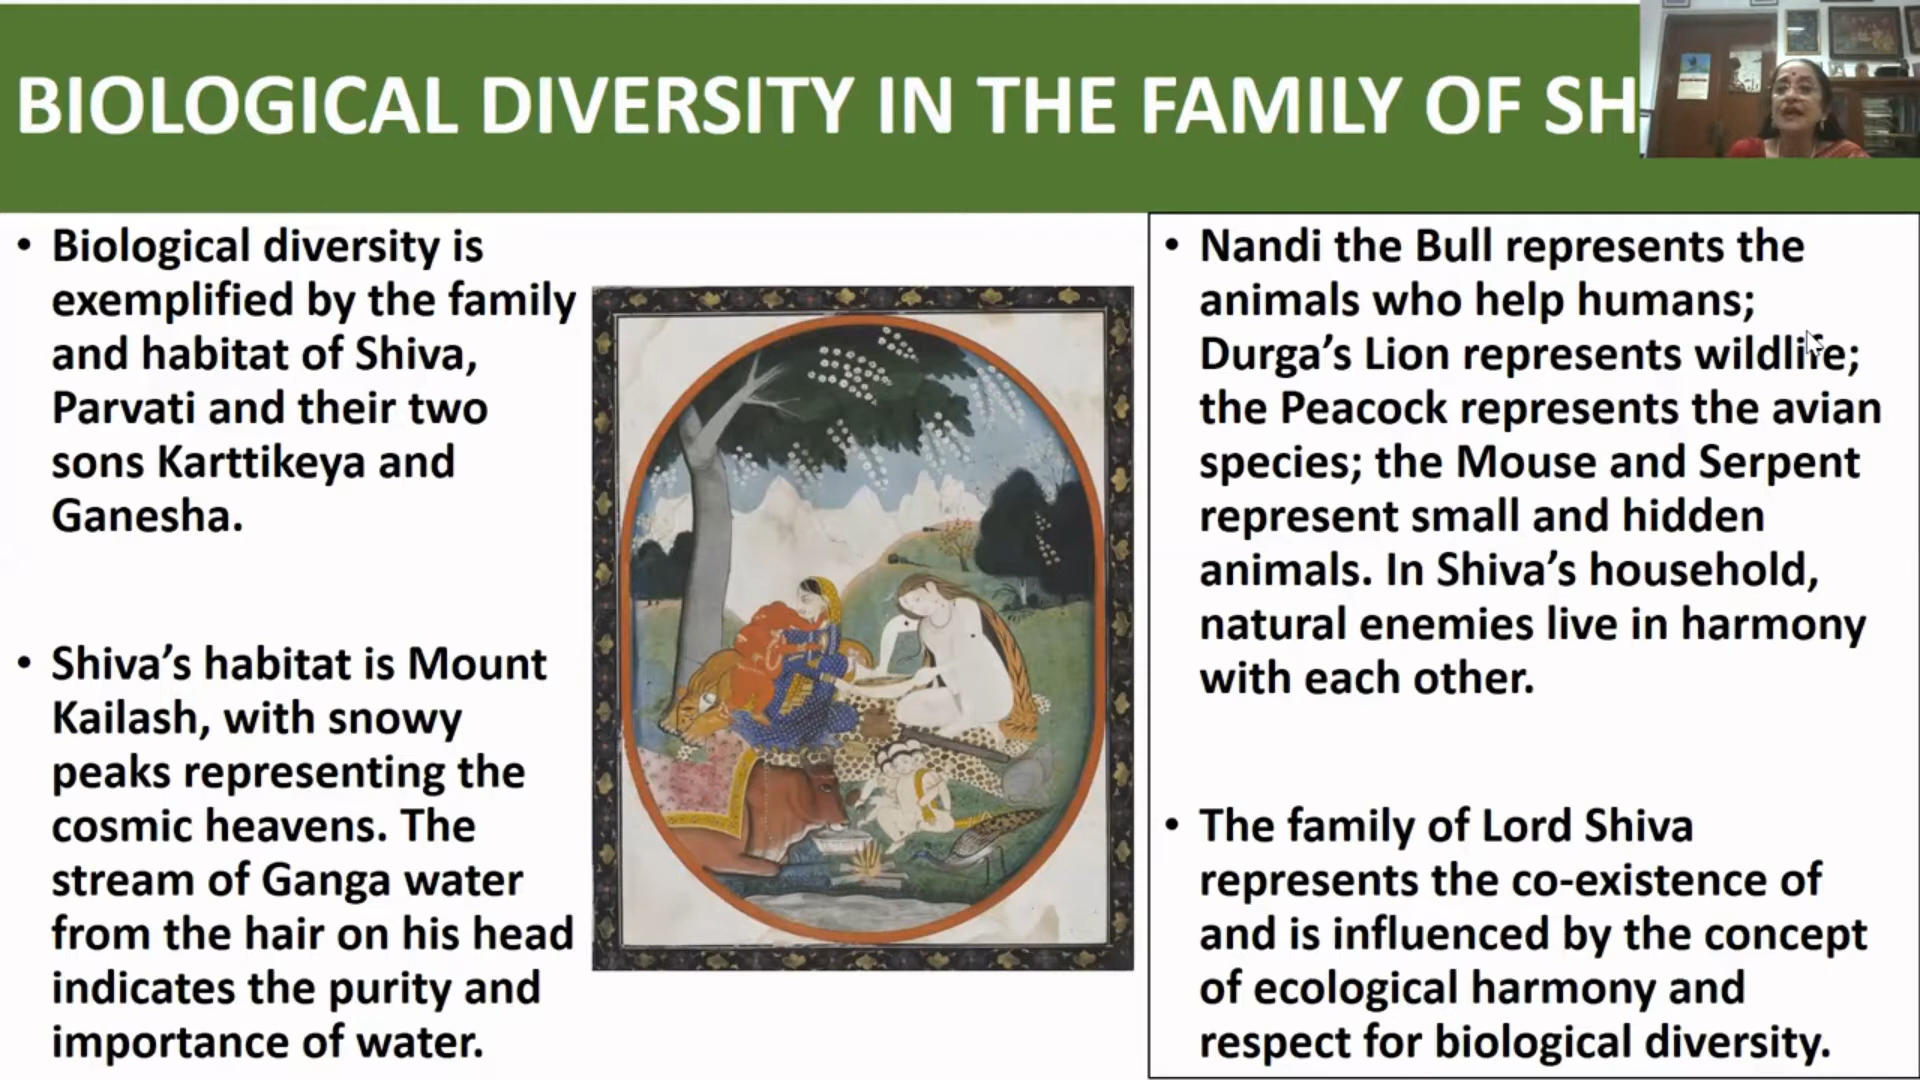 BIOLOGICAL DIVERSITY IN THE FAMILY OF SH
• Biological diversity is
exemplified by the family
and habitat of Shiva,
Parvati and their two
sons Karttikeya and
Ganesha.
• Shiva’s habitat is Mount
Kailash, with snowy
peaks representing the
cosmic heavens. The
stream of Ganga water
from the hair on his head
indicates the purity and
importance of water.
• Nandi the Bull represents the
animals who help humans;
Durga’s Lion represents wildlife;
the Peacock represents the avian
species; the Mouse and Serpent
represent small and hidden
animals. In Shiva’s household,
natural enemies live in harmony
with each other.
• The family of Lord Shiva
represents the co-existence of
and is influenced by the concept
of ecological harmony and
respect for biological diversity.